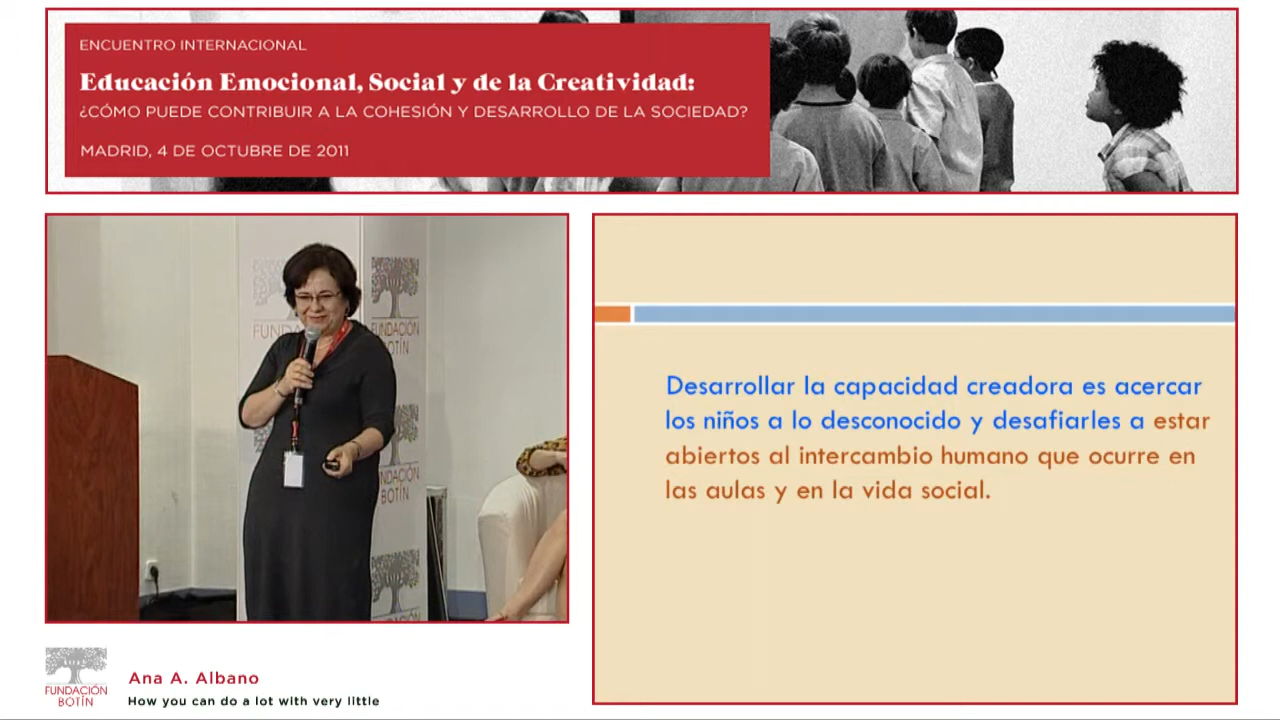 ENCUENTRO INTERNACIONAL
Educación Emocional, Social y de la Creatividad:
¿CÓMO PUEDE CONTRIBUIR A LA COHESIÓN Y DESARROLLO DE LA SOCIEDAD?
MADRID, 4 DE OCTUBRE DE 2011
FUNDACIÓN
BOTÍN
Desarrollar la capacidad creadora es acercar
los niños a lo desconocido y desafiarles a estar
abiertos al intercambio humano que ocurre en
las aulas y en la vida social.
FUNDACIÓN
BOTÍN
Ana A. Albano
How you can do a lot with very little